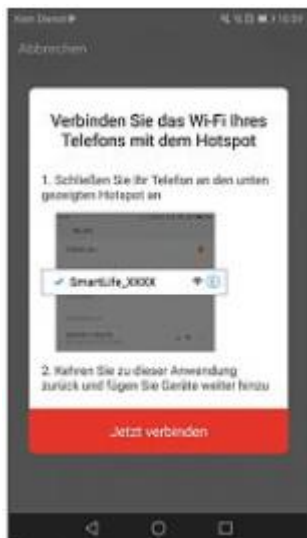 Kein Dienst
Abbrechen
Verbinden Sie das Wi-Fi Ihres
Telefons mit dem Hotspot
1. Schließen Sie Ihr Telefon an den unten
gezeigten Hotspot an
SmartLife_XXXX
2. Kehren Sie zu dieser Anwendung
zurück und fügen Sie Geräte weiter hinzu
Jetzt verbinden